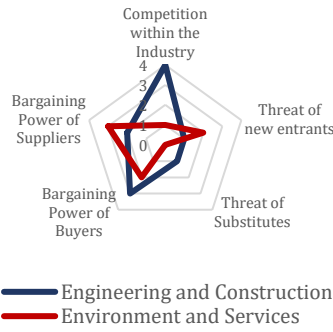 Competition
within the
Industry
4
3
2
1
0
Threat of
new entrants
Threat of
Substitutes
Bargaining
Power of
Buyers
Bargaining
Power of
Suppliers
Engineering and Construction
Environment and Services